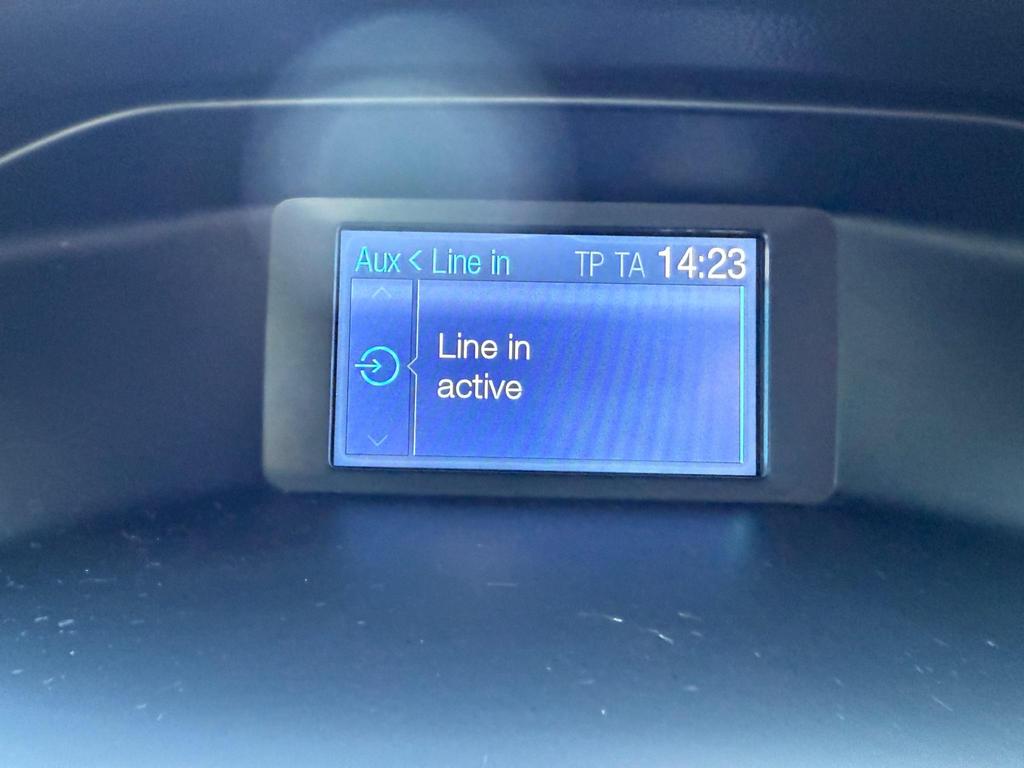 Aux < Line in TP TA 14:23
Line in
active